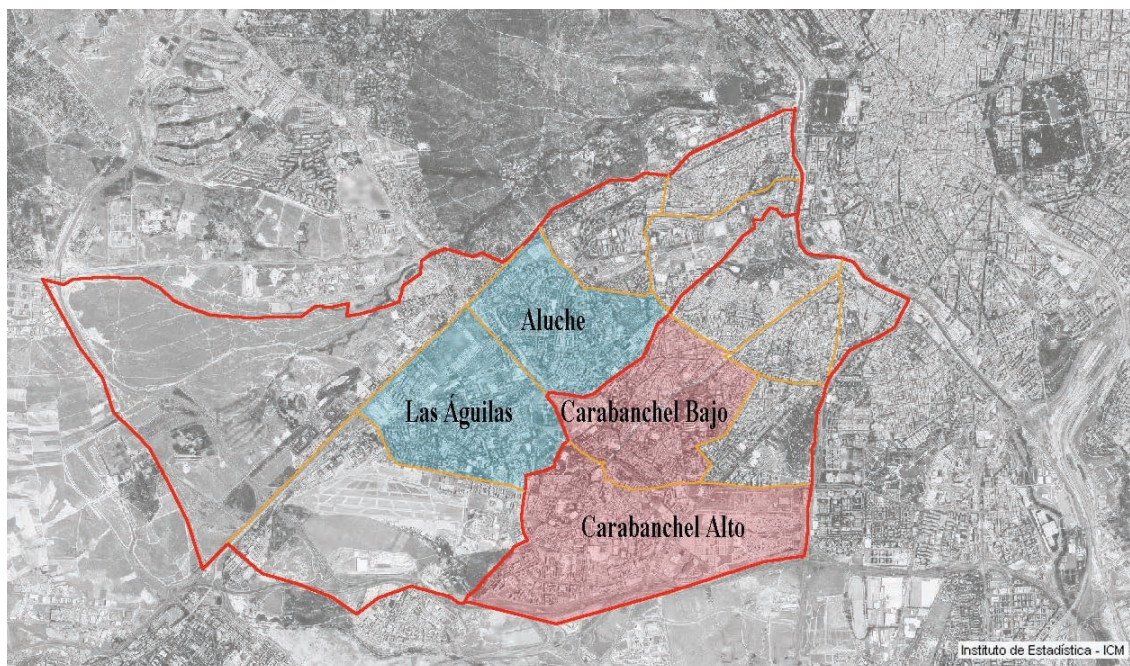 Aluche
Las Águilas
Carabanchel Bajo
Carabanchel Alto
Instituto de Estadística - ICM